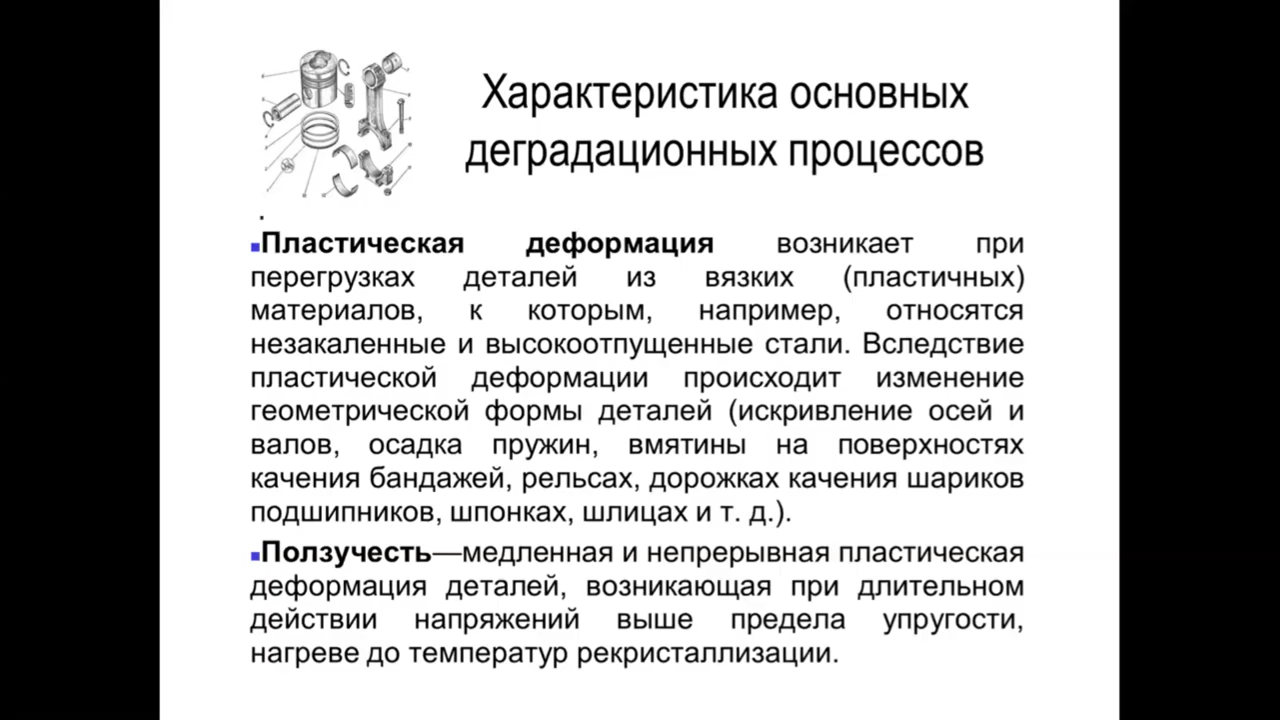 Характеристика основных
деградационных процессов
.
Пластическая деформация возникает при
перегрузках деталей из вязких (пластичных)
материалов, к которым, например, относятся
незакаленные и высокоотпущенные стали. Вследствие
пластической деформации происходит изменение
геометрической формы деталей (искривление осей и
валов, осадка пружин, вмятины на поверхностях
качения бандажей, рельсах, дорожках качения шариков
подшипников, шпонках, шлицах и т. д.).
Ползучесть—медленная и непрерывная пластическая
деформация деталей, возникающая при длительном
действии напряжений выше предела упругости,
нагреве до температур рекристаллизации.